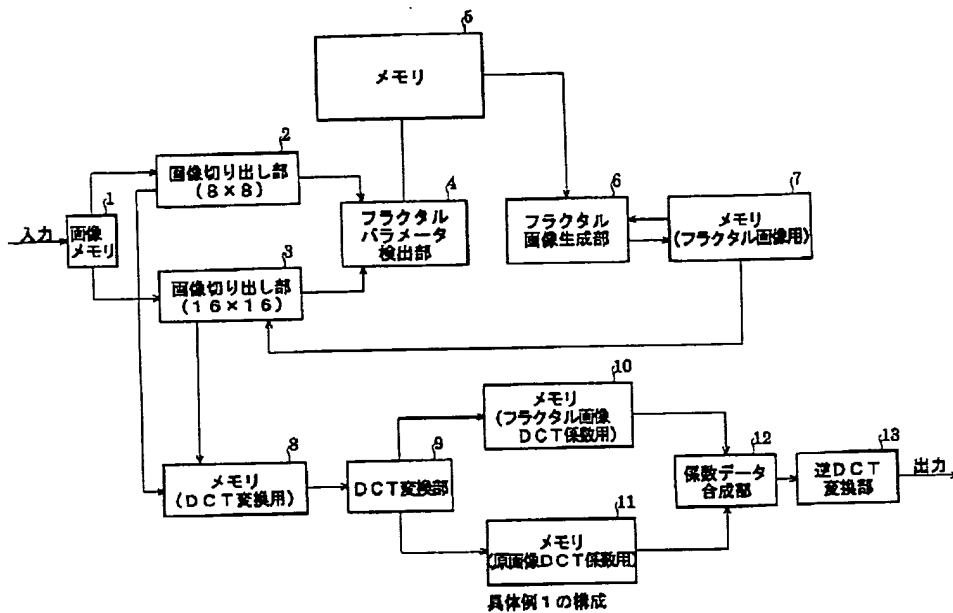 5
メモリ
2
画像切り出し部
(8×8)
1
入力
画像
メモリ
4
フラクタル
パラメータ
検出部
6
フラクタル
画像生成部
7
メモリ
(フラクタル画像用)
3
画像切り出し部
(16×16)
10
メモリ
(フラクタル画像
DCT係数用)
8
メモリ
(DCT変換用)
9
DCT変換部
12
係数データ
合成部
13
逆DCT
変換部
出力
11
メモリ
(原画像DCT係数用)
具体例1の構成